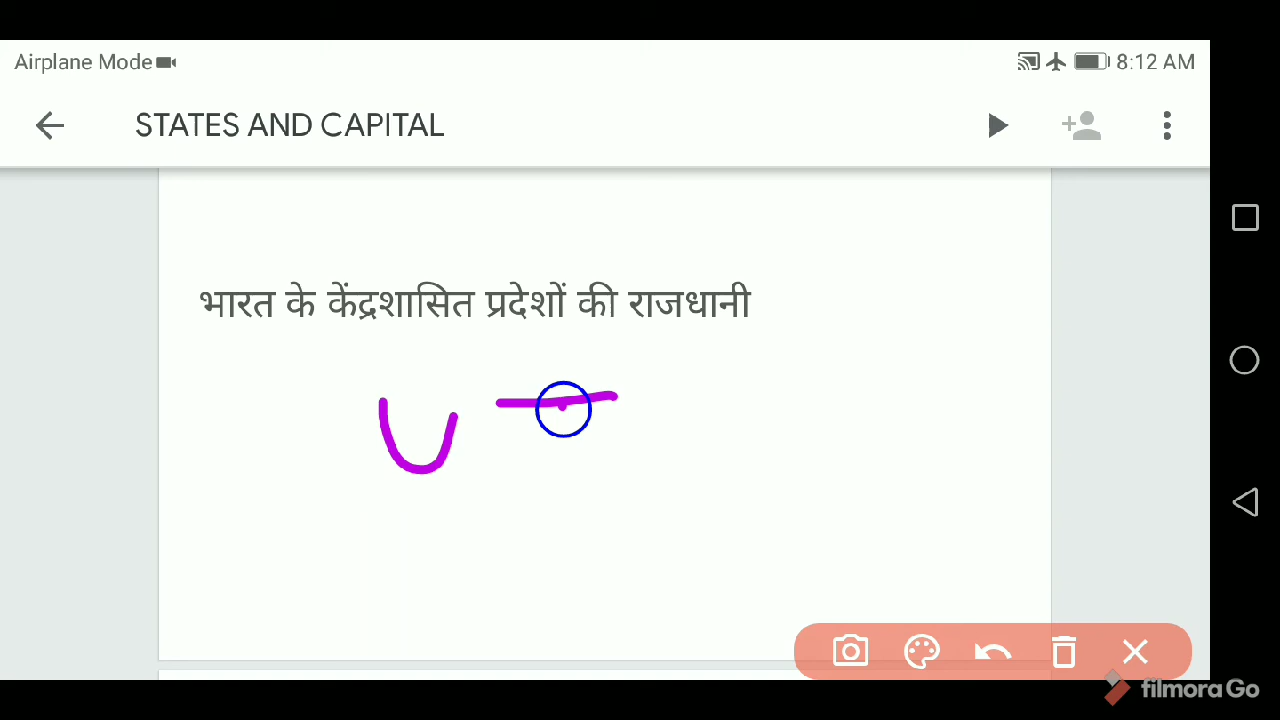 Airplane Mode 8:12 AM
STATES AND CAPITAL
भारत के केंद्रशासित प्रदेशों की राजधानी
U
filmora Go